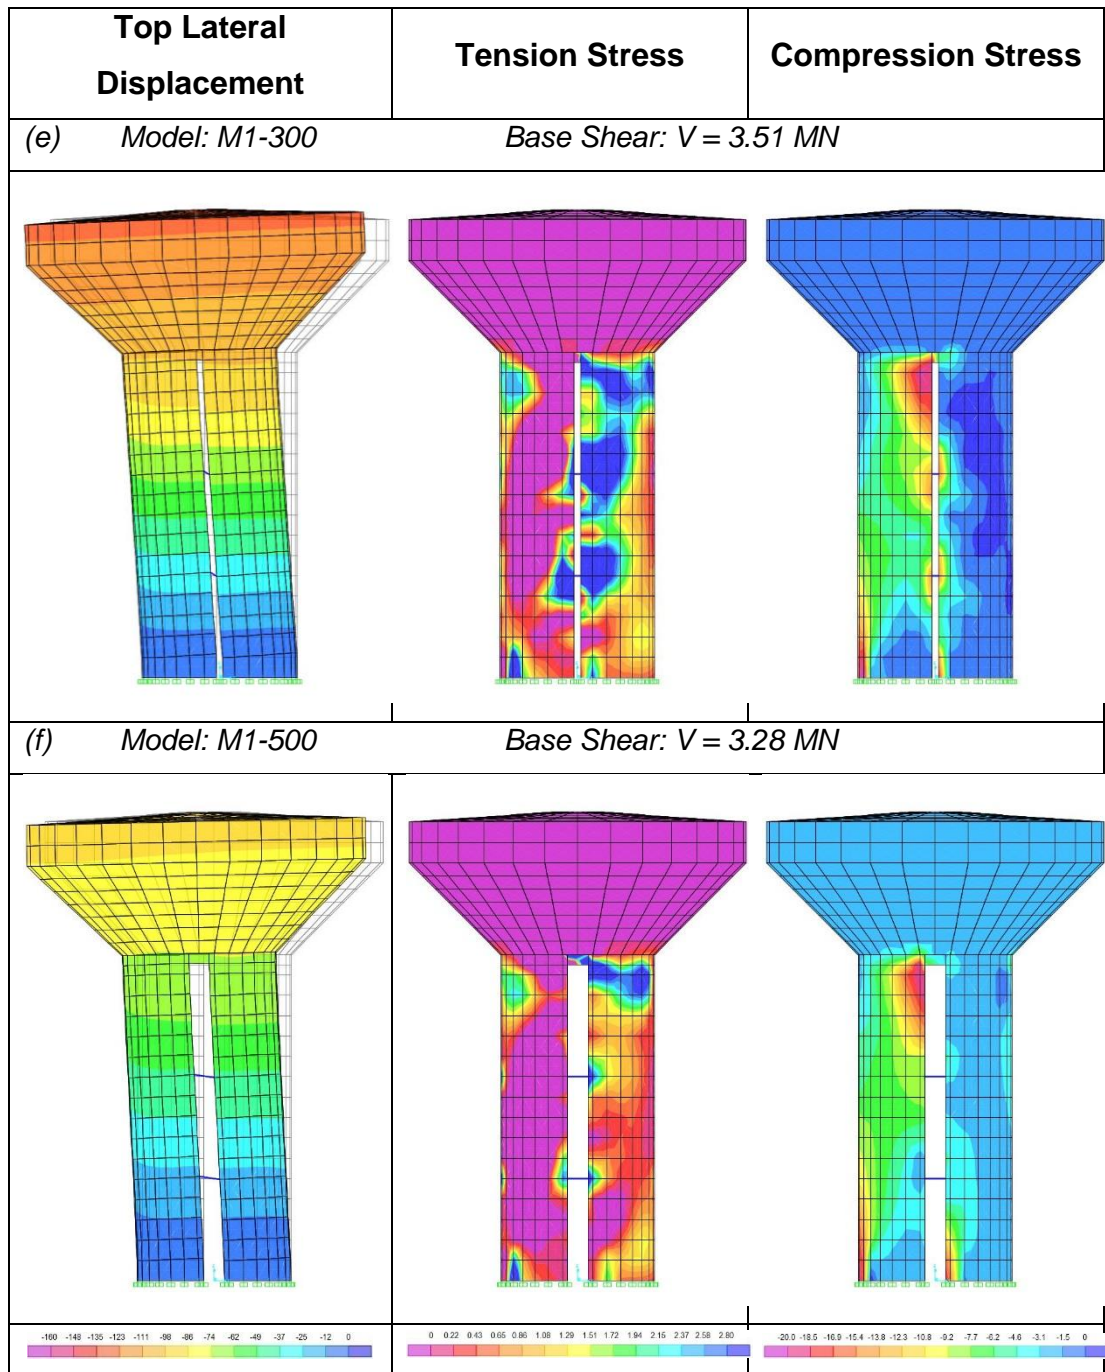 Top Lateral
Displacement
Tension Stress
Compression Stress
(e) Model: M1-300 Base Shear: V = 3.51 MN
(f) Model: M1-500 Base Shear: V = 3.28 MN
-160 -148 -135 -123 -111 -98 -86 -74 -62 -49 -37 -25 -12 0
0 0.22 0.43 0.65 0.86 1.08 1.29 1.51 1.72 1.94 2.15 2.37 2.58 2.80
-20.0 -18.5 -16.9 -15.4 -13.8 -12.3 -10.8 -9.2 -7.7 -6.2 -4.6 -3.1 -1.5 0